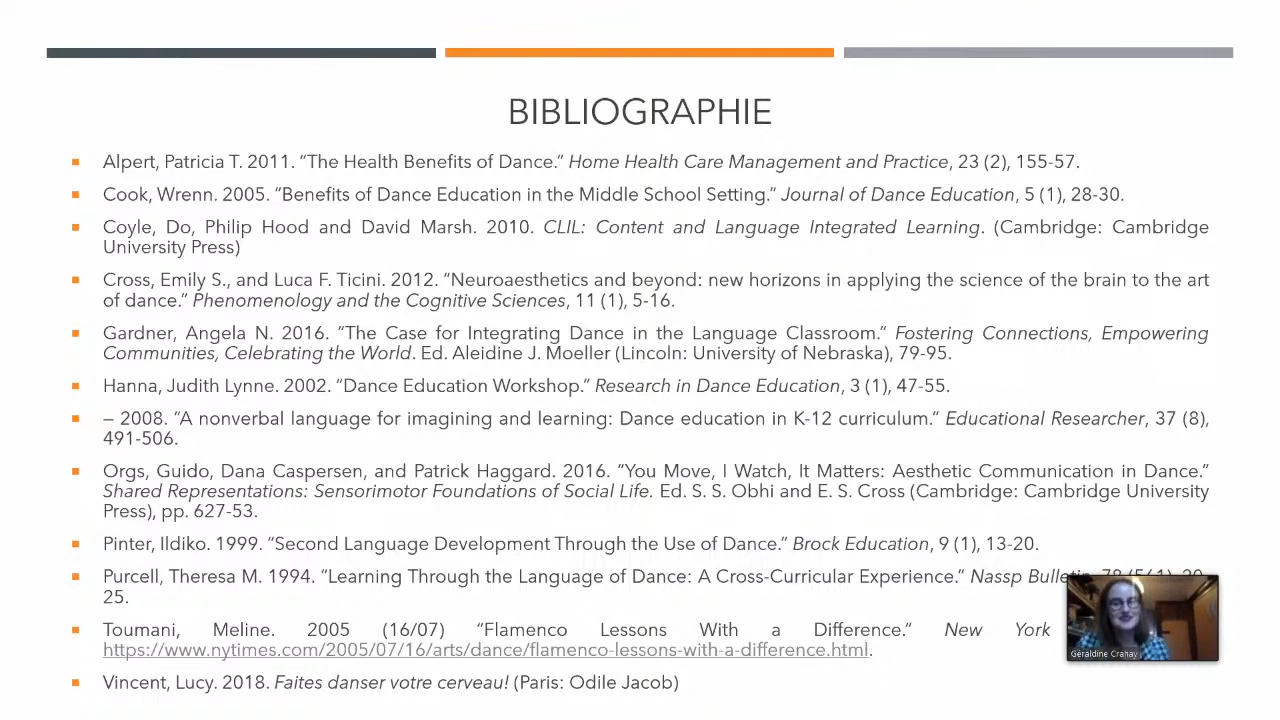 BIBLIOGRAPHIE
Alpert, Patricia T. 2011. “The Health Benefits of Dance.” Home Health Care Management and Practice, 23 (2), 155-57.
Cook, Wrenn. 2005. “Benefits of Dance Education in the Middle School Setting.” Journal of Dance Education, 5 (1), 28-30.
Coyle, Do, Philip Hood and David Marsh. 2010. CLIL: Content and Language Integrated Learning. (Cambridge: Cambridge
University Press)
Cross, Emily S., and Luca F. Ticini. 2012. “Neuroaesthetics and beyond: new horizons in applying the science of the brain to the art
of dance.” Phenomenology and the Cognitive Sciences, 11 (1), 5-16.
Gardner, Angela N. 2016. “The Case for Integrating Dance in the Language Classroom.” Fostering Connections, Empowering
Communities, Celebrating the World. Ed. Aleidine J. Moeller (Lincoln: University of Nebraska), 79-95.
Hanna, Judith Lynne. 2002. “Dance Education Workshop.” Research in Dance Education, 3 (1), 47-55.
– 2008. “A nonverbal language for imagining and learning: Dance education in K-12 curriculum.” Educational Researcher, 37 (8),
491-506.
Orgs, Guido, Dana Caspersen, and Patrick Haggard. 2016. “You Move, I Watch, It Matters: Aesthetic Communication in Dance.”
Shared Representations: Sensorimotor Foundations of Social Life. Ed. S. S. Obhi and E. S. Cross (Cambridge: Cambridge University
Press), pp. 627-53.
Pinter, Ildiko. 1999. “Second Language Development Through the Use of Dance.” Brock Education, 9 (1), 13-20.
Purcell, Theresa M. 1994. “Learning Through the Language of Dance: A Cross-Curricular Experience.” Nassp Bulletin,
25.
Toumani, Meline. 2005 (16/07) “Flamenco Lessons With a Difference.” New York
https://www.nytimes.com/2005/07/16/arts/dance/flamenco-lessons-with-a-difference.html.
Vincent, Lucy. 2018. Faites danser votre cerveau! (Paris: Odile Jacob)
Géraldine Crahay